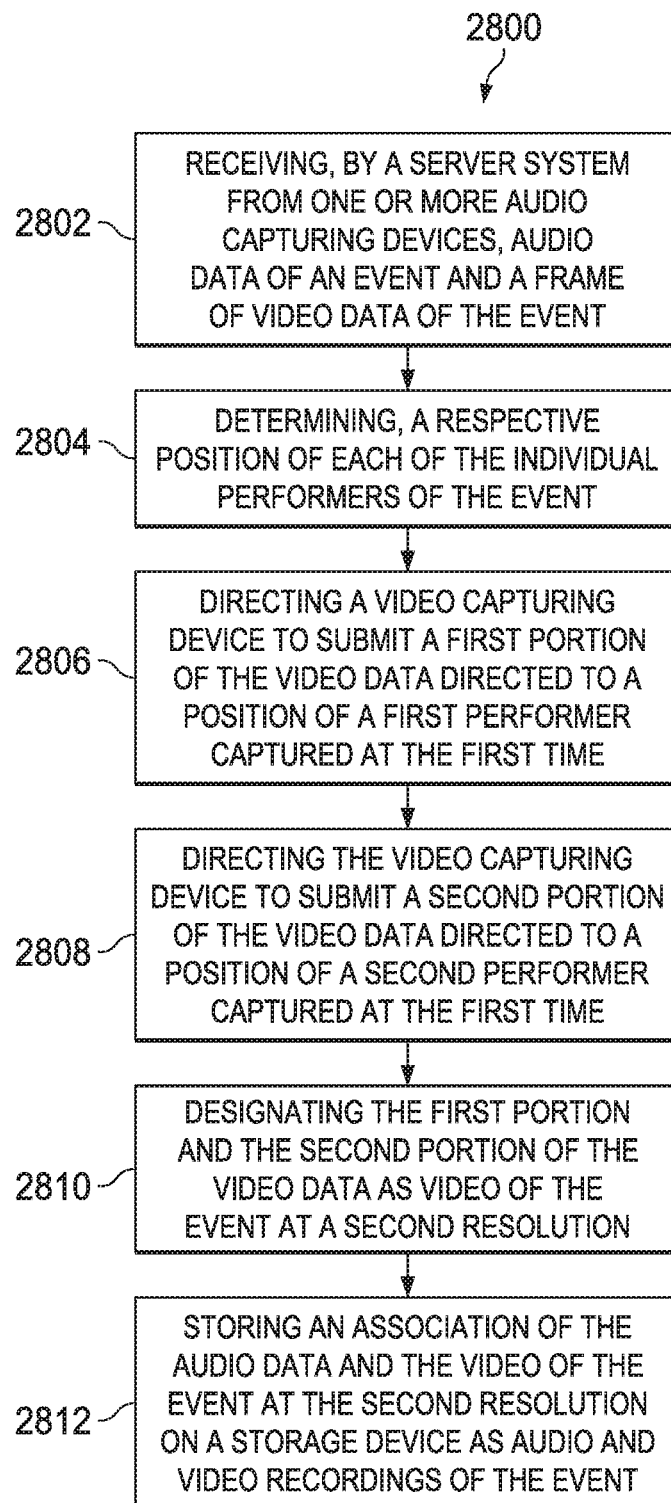 2800
2802
RECEIVING, BY A SERVER SYSTEM
FROM ONE OR MORE AUDIO
CAPTURING DEVICES, AUDIO
DATA OF AN EVENT AND A FRAME
OF VIDEO DATA OF THE EVENT
2804
DETERMINING, A RESPECTIVE
POSITION OF EACH OF THE INDIVIDUAL
PERFORMERS OF THE EVENT
2806
DIRECTING A VIDEO CAPTURING
DEVICE TO SUBMIT A FIRST PORTION
OF THE VIDEO DATA DIRECTED TO A
POSITION OF A FIRST PERFORMER
CAPTURED AT THE FIRST TIME
2808
DIRECTING THE VIDEO CAPTURING
DEVICE TO SUBMIT A SECOND PORTION
OF THE VIDEO DATA DIRECTED TO A
POSITION OF A SECOND PERFORMER
CAPTURED AT THE FIRST TIME
2810
DESIGNATING THE FIRST PORTION
AND THE SECOND PORTION OF THE
VIDEO DATA AS VIDEO OF THE
EVENT AT A SECOND RESOLUTION
2812
STORING AN ASSOCIATION OF THE
AUDIO DATA AND THE VIDEO OF THE
EVENT AT THE SECOND RESOLUTION
ON A STORAGE DEVICE AS AUDIO AND
VIDEO RECORDINGS OF THE EVENT